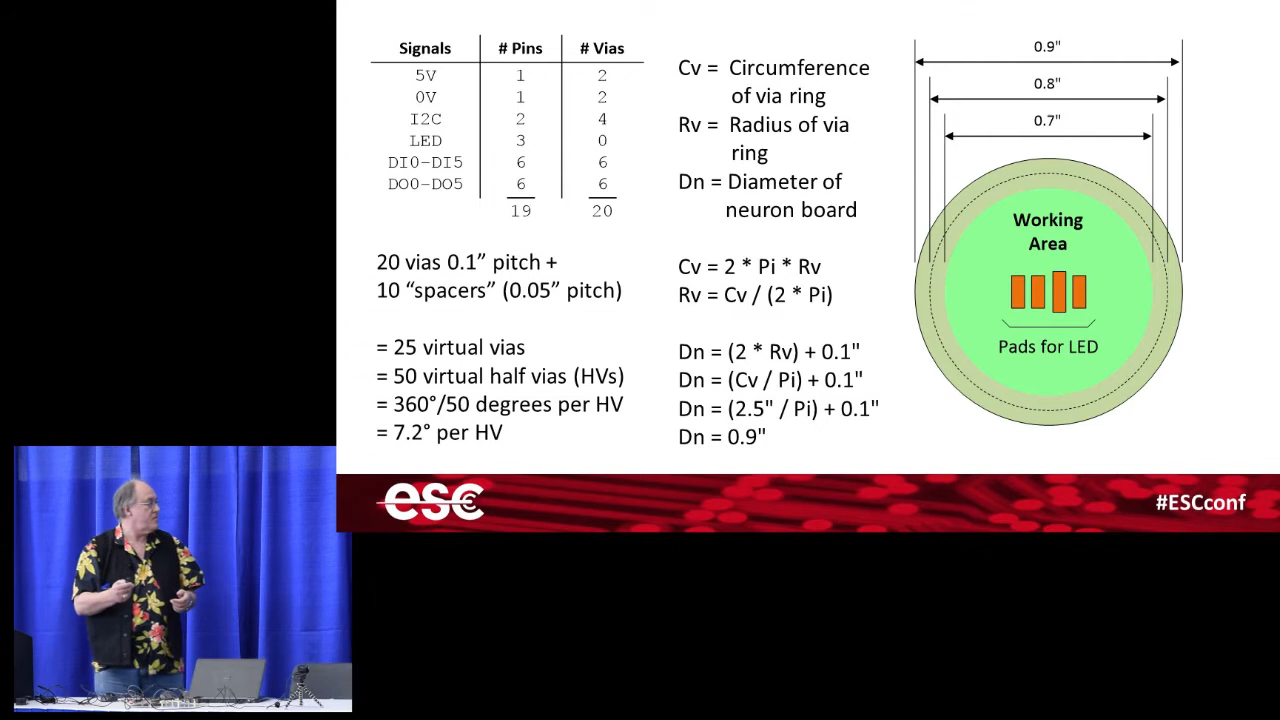 Signals # Pins # Vias
5V 1 2
0V 1 2
I2C 2 4
LED 3 0
DI0-DI5 6 6
DO0-DO5 6 6
19 20
20 vias 0.1” pitch +
10 “spacers” (0.05” pitch)
= 25 virtual vias
= 50 virtual half vias (HVs)
= 360°/50 degrees per HV
= 7.2° per HV
Cv = Circumference
of via ring
Rv = Radius of via
ring
Dn = Diameter of
neuron board
Cv = 2 * Pi * Rv
Rv = Cv / (2 * Pi)
Dn = (2 * Rv) + 0.1"
Dn = (Cv / Pi) + 0.1"
Dn = (2.5" / Pi) + 0.1"
Dn = 0.9"
0.9"
0.8"
0.7"
Working
Area
Pads for LED
esc
#ESCconf